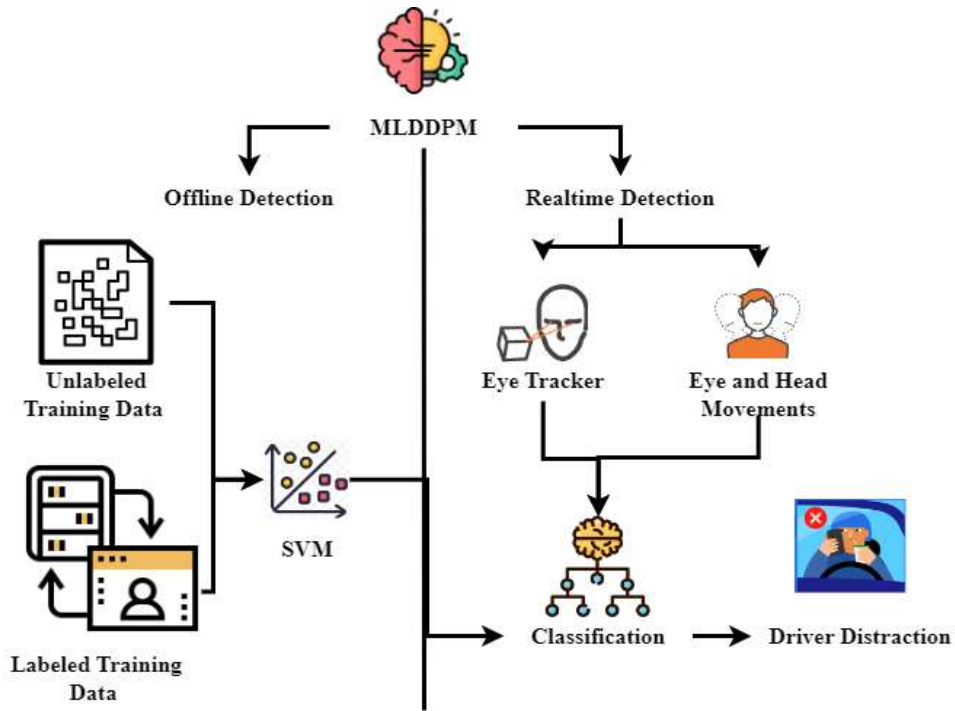 MLDDPM
Offline Detection
Realtime Detection
Unlabeled
Training Data
Eye Tracker
Eye and Head
Movements
SVM
Labeled Training
Data
Classification
Driver Distraction